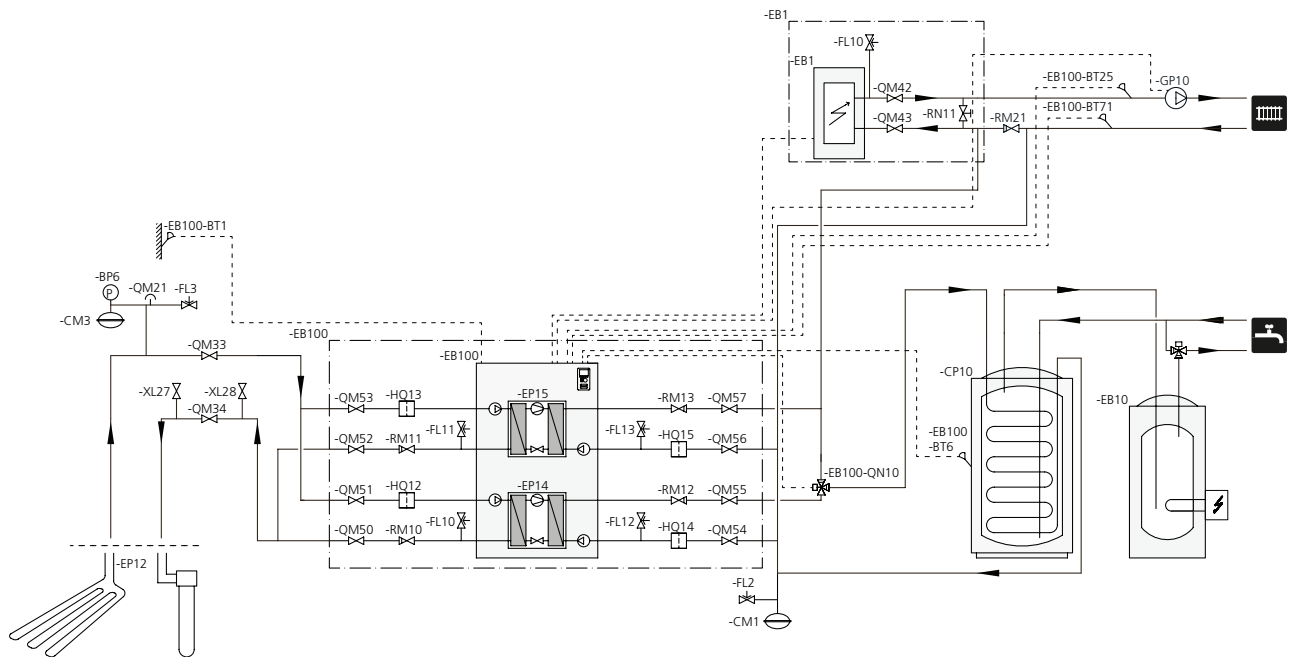 -EB1
-FL10
-EB1
-QM42
-EB100-BT25
-GP10
-QM43
-RN11
-RM21
-EB100-BT71
-EB100-BT1
-BP6
P
-QM21
-FL3
-CM3
-QM33
-XL27
-XL28
-QM34
-EP12
-EB100
-EB100
-QM53
-HQ13
-EP15
-RM13
-QM57
-QM52
-RM11
-FL11
-FL13
-HQ15
-QM56
-QM51
-HQ12
-EP14
-RM12
-QM55
-QM50
-RM10
-FL10
-FL12
-HQ14
-QM54
-EB100-QN10
-CP10
-EB100
-BT6
-EB10
-FL2
-CM1